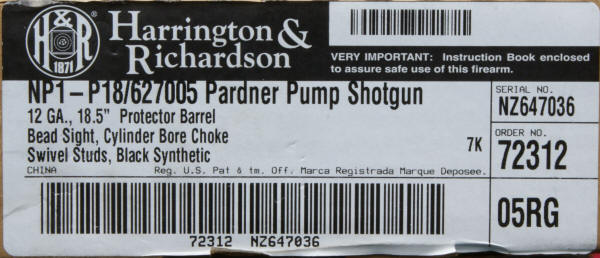 H&R
1871
Harrington &
Richardson
VERY IMPORTANT: Instruction Book enclosed
to assure safe use of this firearm.
NP1-P18/627005 Pardner Pump Shotgun
12 GA., 18.5" Protector Barrel
Bead Sight, Cylinder Bore Choke
Swivel Studs, Black Synthetic
7K
CHINA Reg. U.S. Pat & tm. Off. Marca Registrada Marque Deposee.
SERIAL NO.
NZ647036
ORDER NO.
72312
05RG
72312 NZ647036